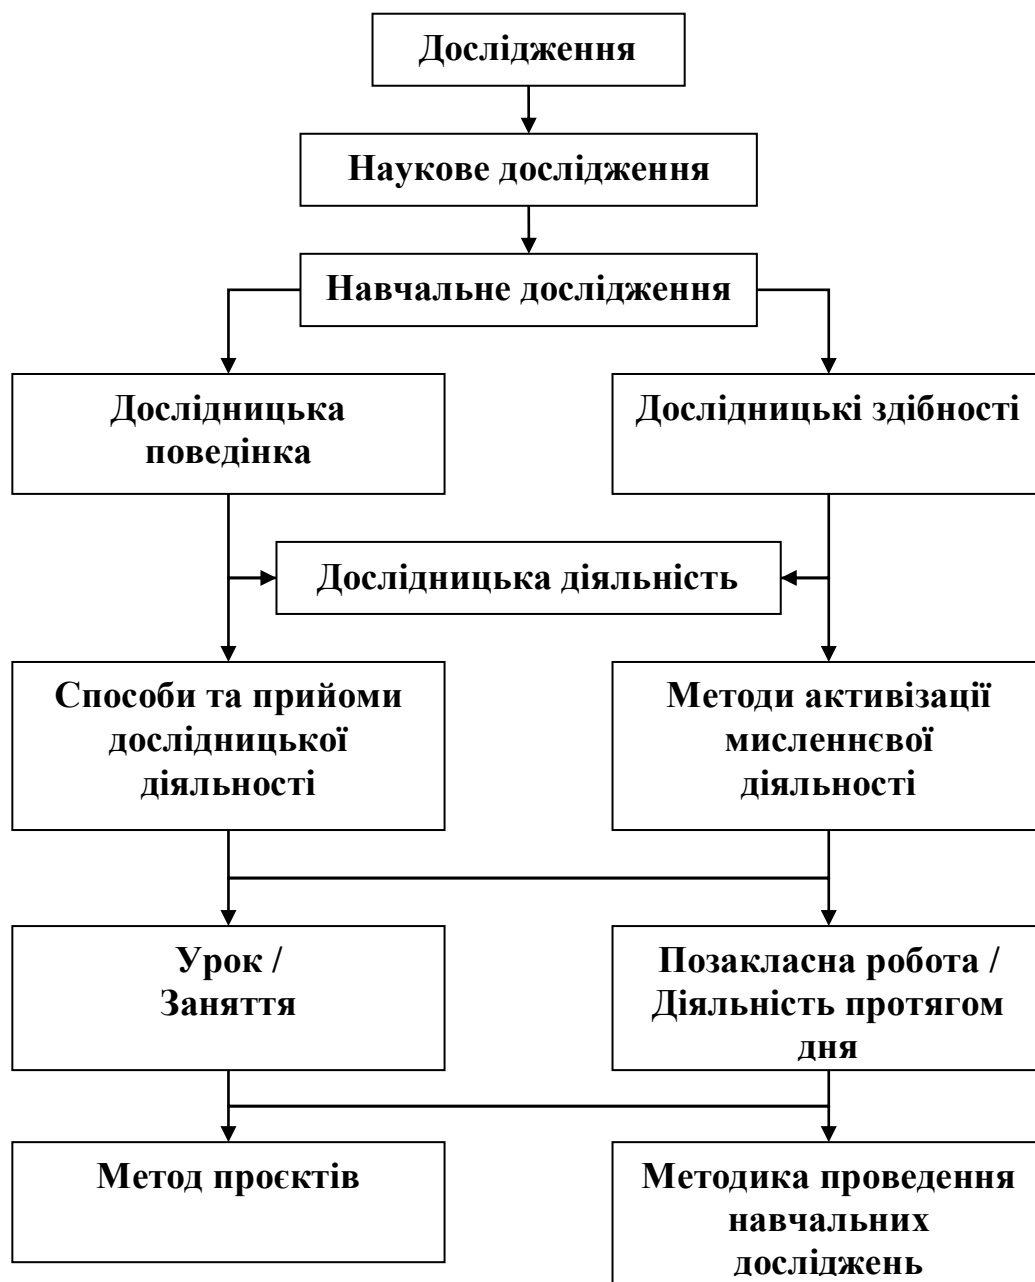 Дослідження
Наукове дослідження
Навчальне дослідження
Дослідницька
поведінка
Дослідницькі здібності
Дослідницька діяльність
Способи та прийоми
дослідницької
діяльності
Методи активізації
мисленнєвої
діяльності
Урок /
Заняття
Позакласна робота /
Діяльність протягом
дня
Метод проєктів
Методика проведення
навчальних
досліджень